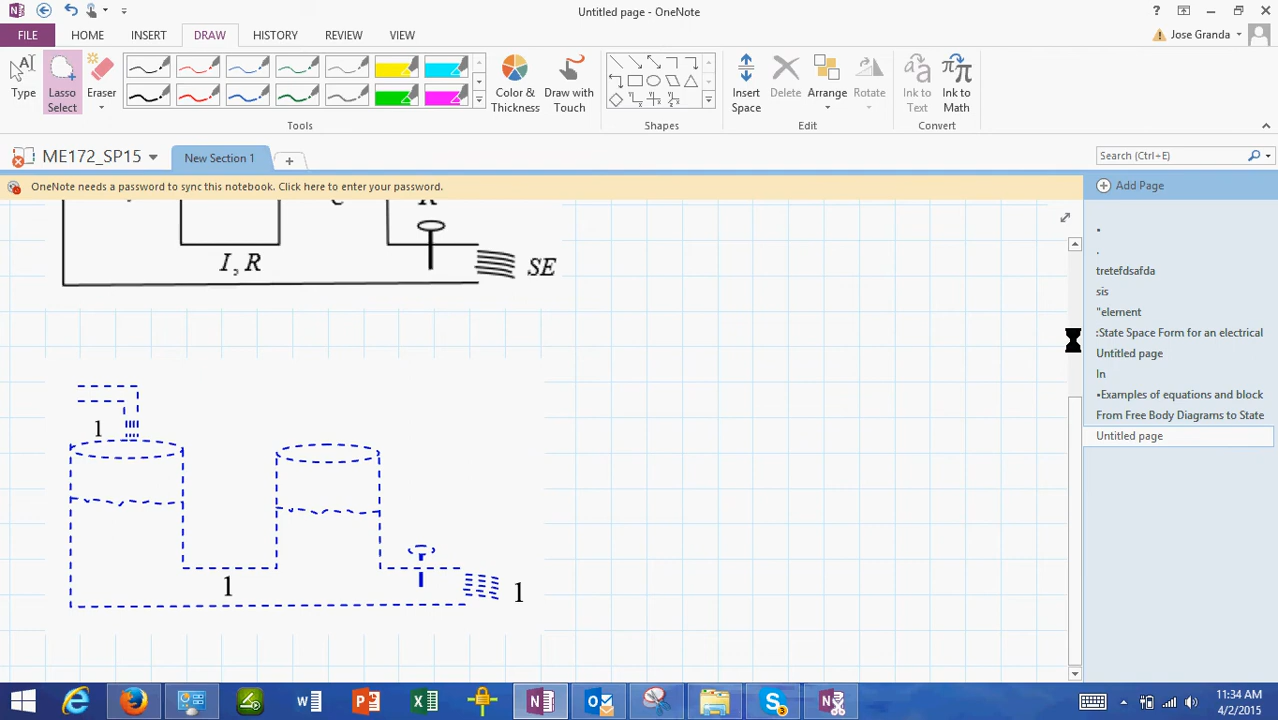 Untitled page - OneNote
?
FILE
HOME
INSERT
DRAW
HISTORY
REVIEW
VIEW
Jose Granda
Type
Lasso
Select
Eraser
Color &
Thickness
Draw with
Touch
Insert
Space
Delete
Arrange
Rotate
Ink to
Text
Ink to
Math
Tools
Shapes
Edit
Convert
ME172_SP15
New Section 1
Search (Ctrl+E)
OneNote needs a password to sync this notebook. Click here to enter your password.
Add Page
I, R
SE
1
1
1
tretefdsafda
sis
"element
:State Space Form for an electrical
Untitled page
In
•Examples of equations and block
From Free Body Diagrams to State
Untitled page
11:34 AM
4/2/2015